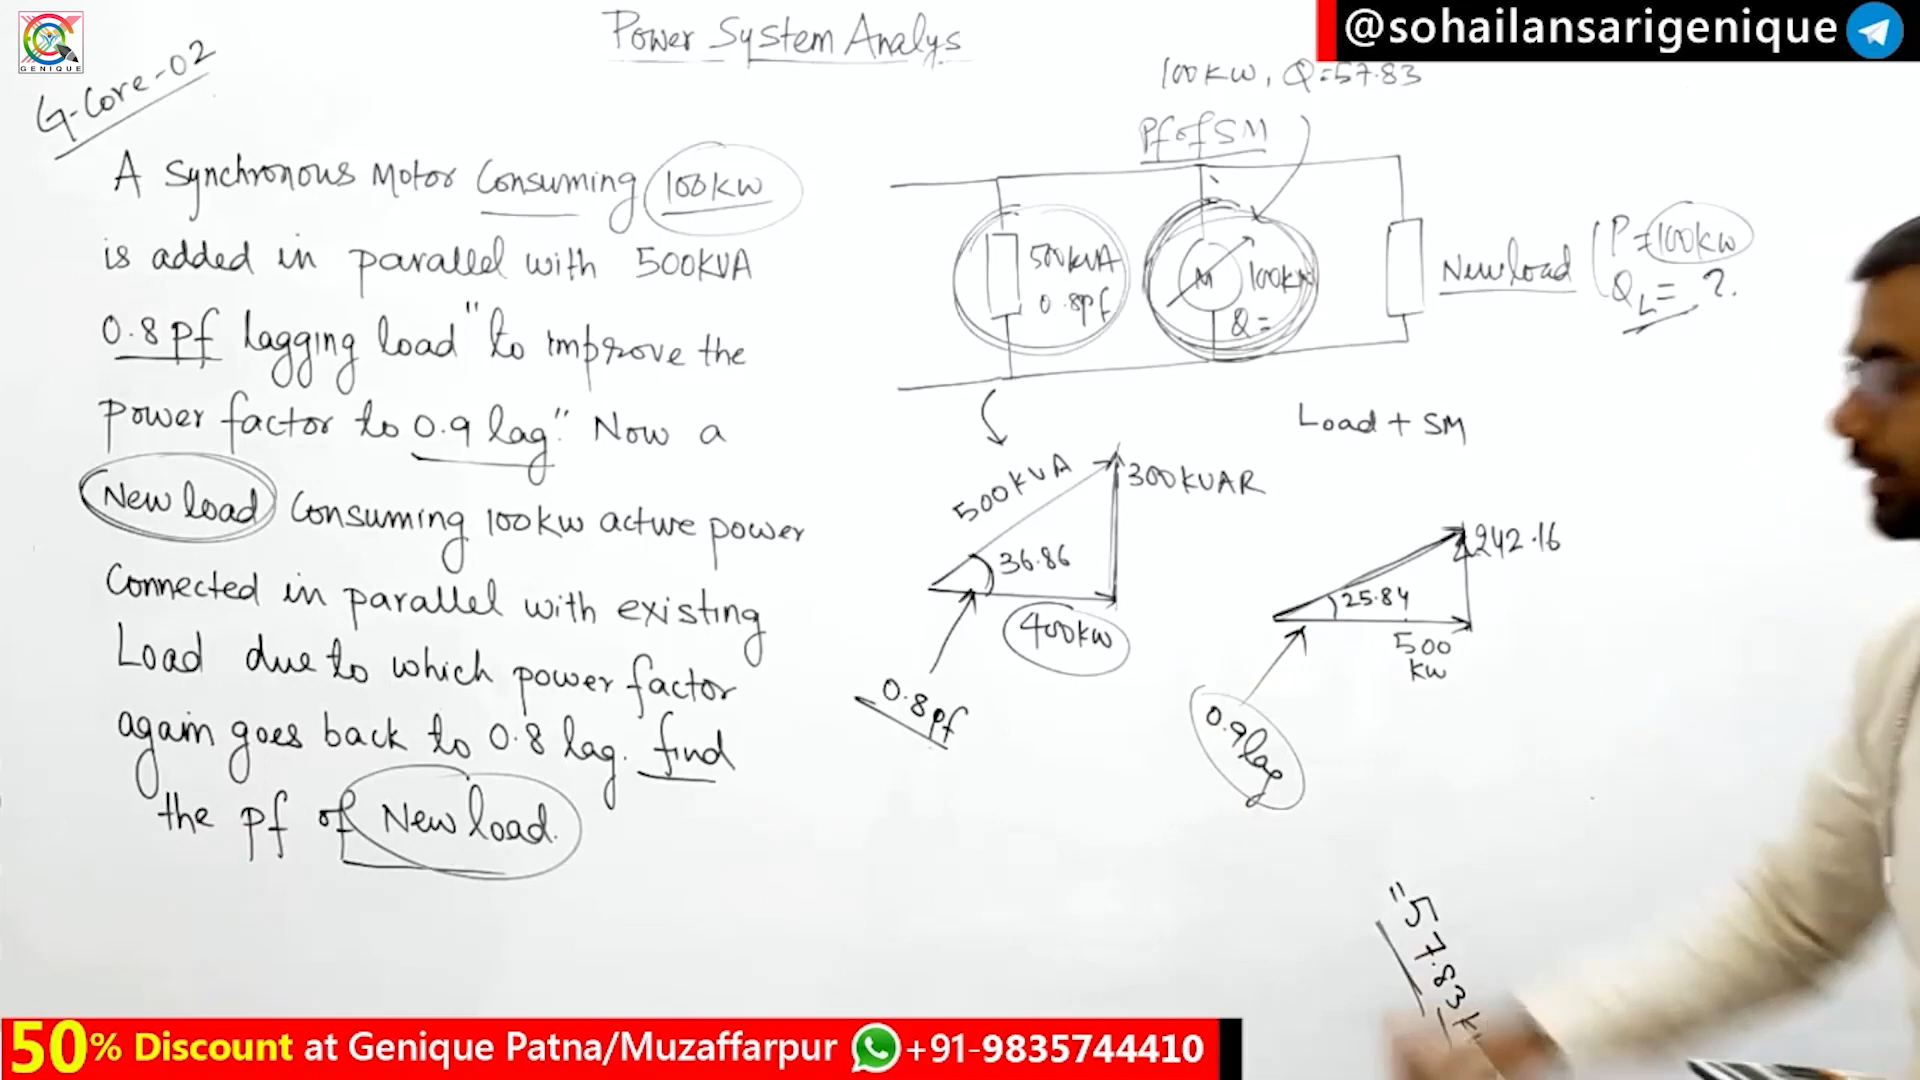 GENIQUE
G-Core-02
Power System Analys
@sohailansarigenique
A Synchronous Motor Consuming 100kw
is added in parallel with 500KVA
0.8 pf lagging load "to improve the
power factor to 0.9 lag". Now a
New load Consuming 100kw active power
Connected in parallel with existing
Load due to which power factor
again goes back to 0.8 lag. find
the pf of New load.
100KW, Q=57.83
Pf of SM
500KVA
0.8pf
M
100KW
Q=
New load
P=100kw
QL= ?
Load + SM
500KVA
300KVAR
36.86
400kw
0.8pf
242.16
25.84
500
kw
0.9lag
=57.83
50% Discount at Genique Patna/Muzaffarpur +91-9835744410